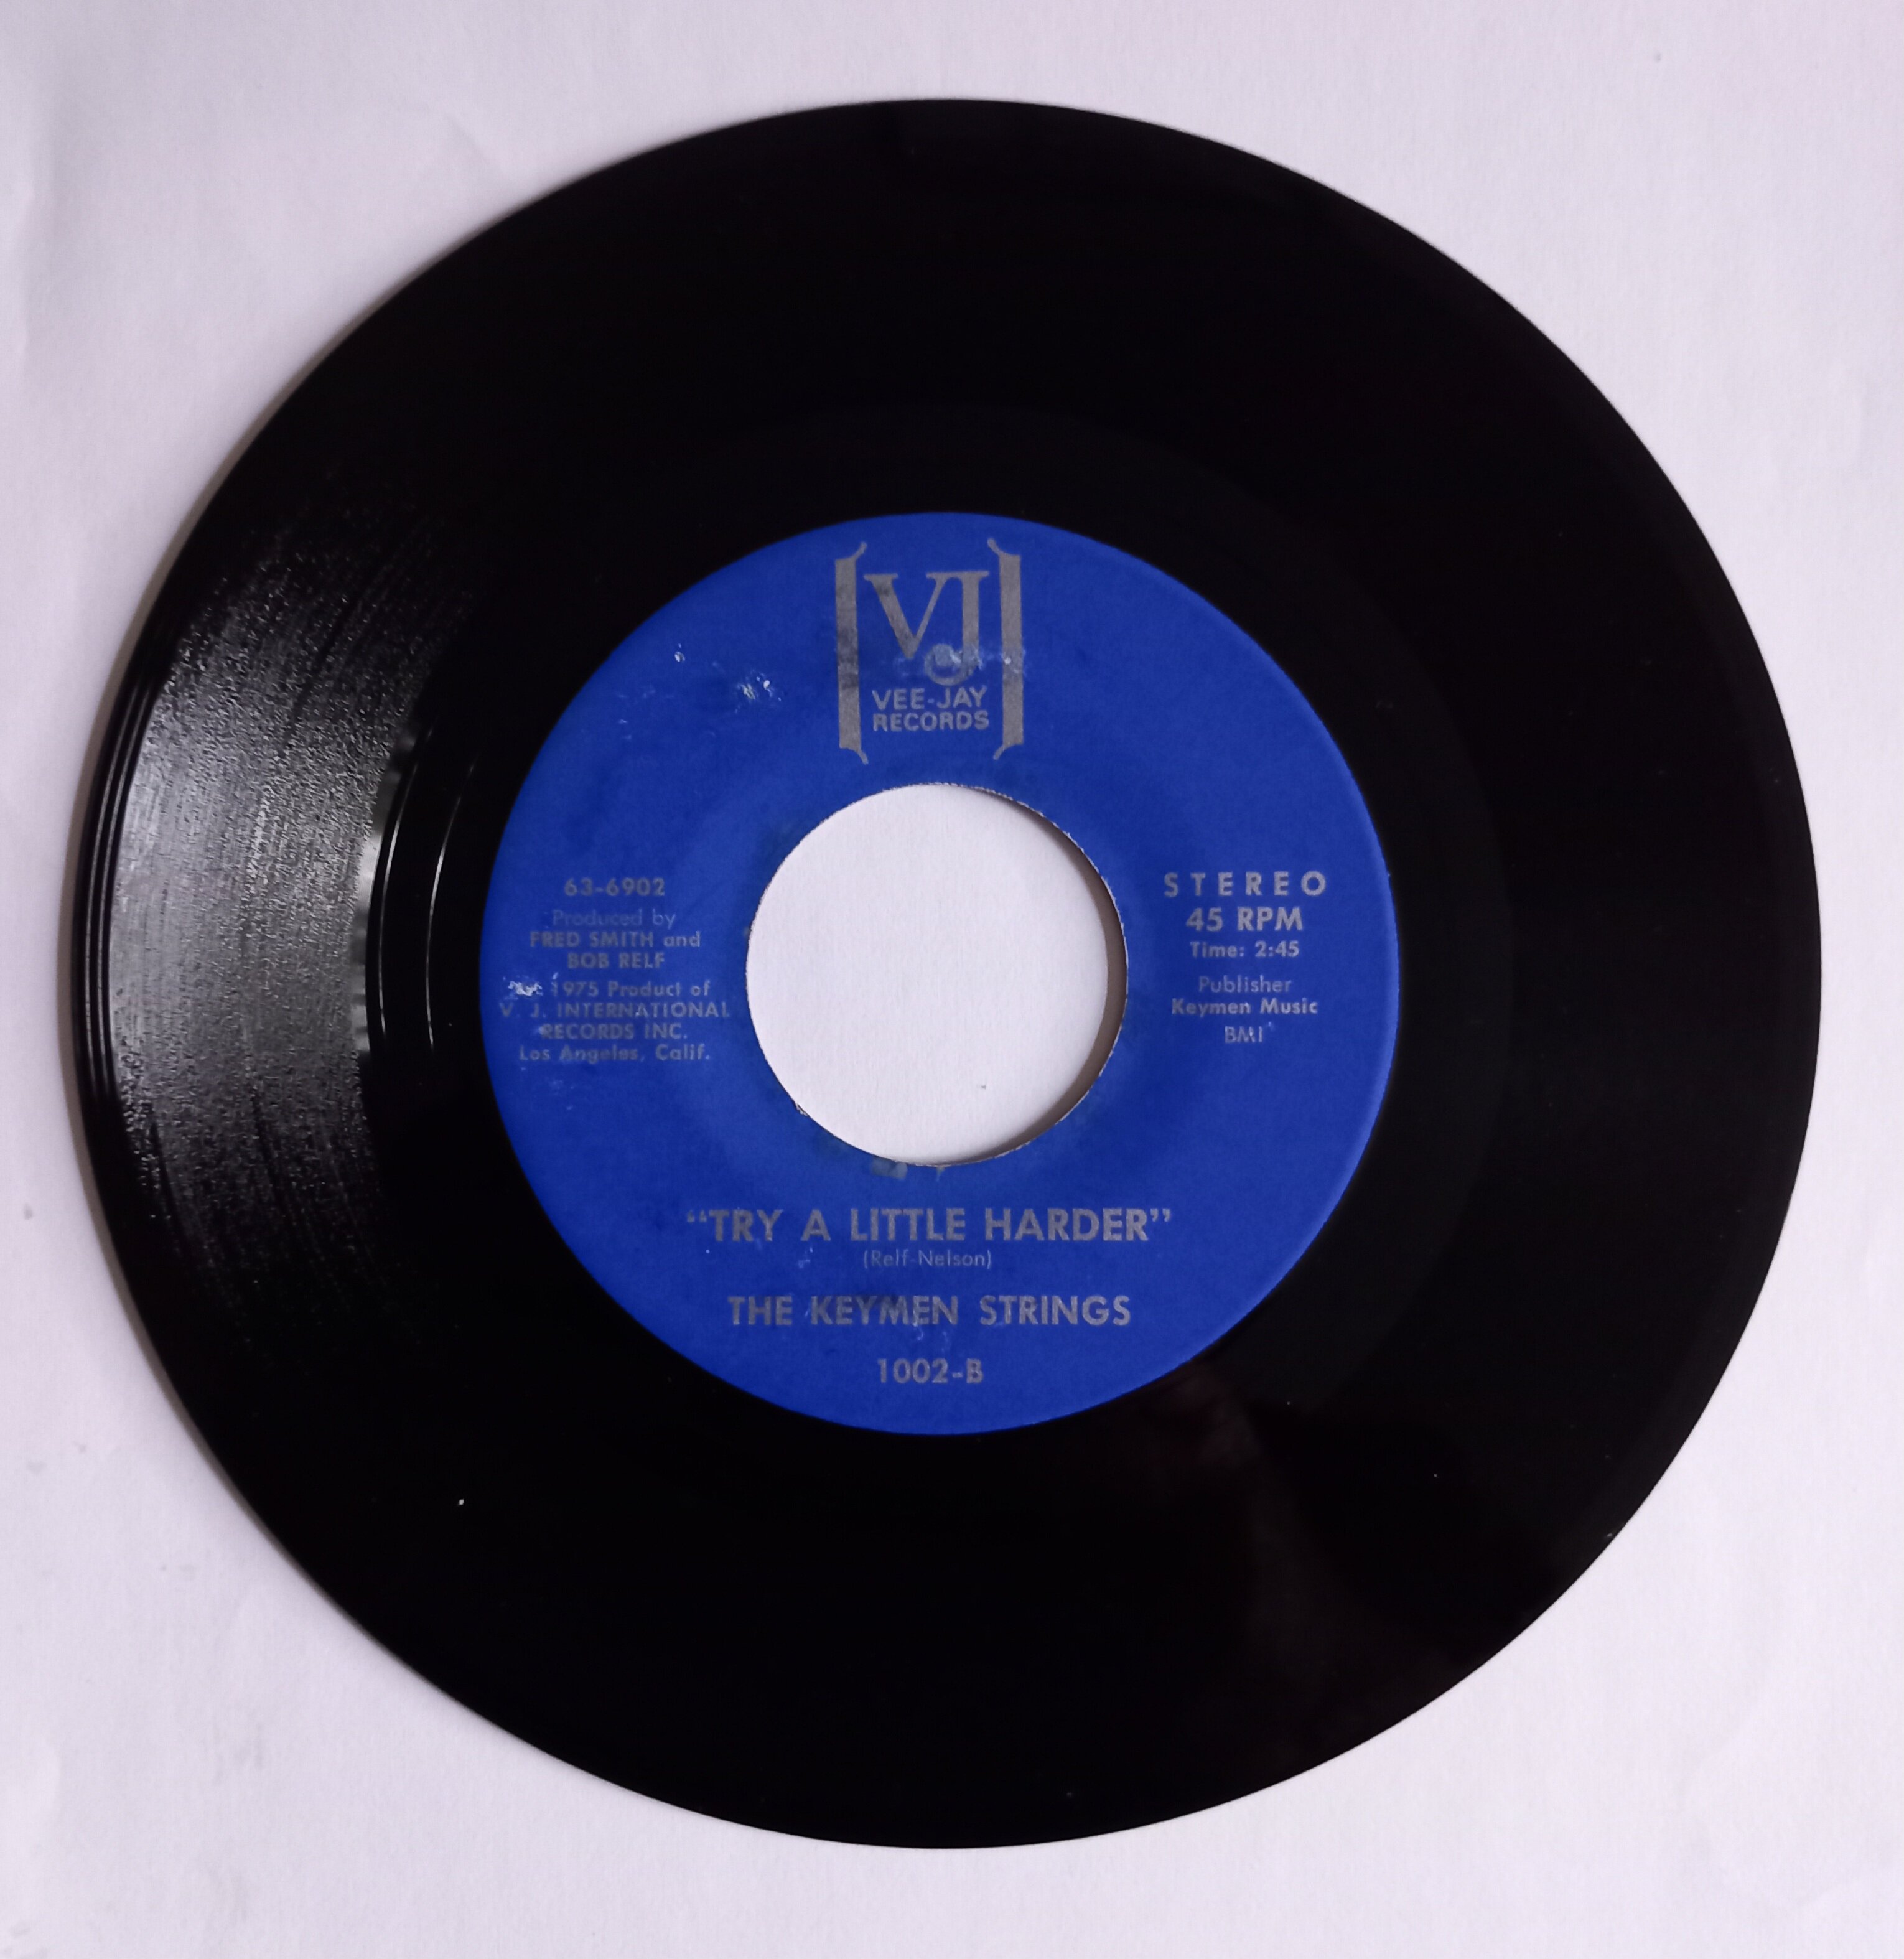 VJ
VEE-JAY
RECORDS
63-6902
Produced by
FRED SMITH and
BOB RELF
1975 Product of
V. J. INTERNATIONAL
RECORDS INC.
Los Angeles, Calif.
STEREO
45 RPM
Time: 2:45
Publisher
Keymen Music
BMI
“TRY A LITTLE HARDER”
(Relf-Nelson)
THE KEYMEN STRINGS
1002-B